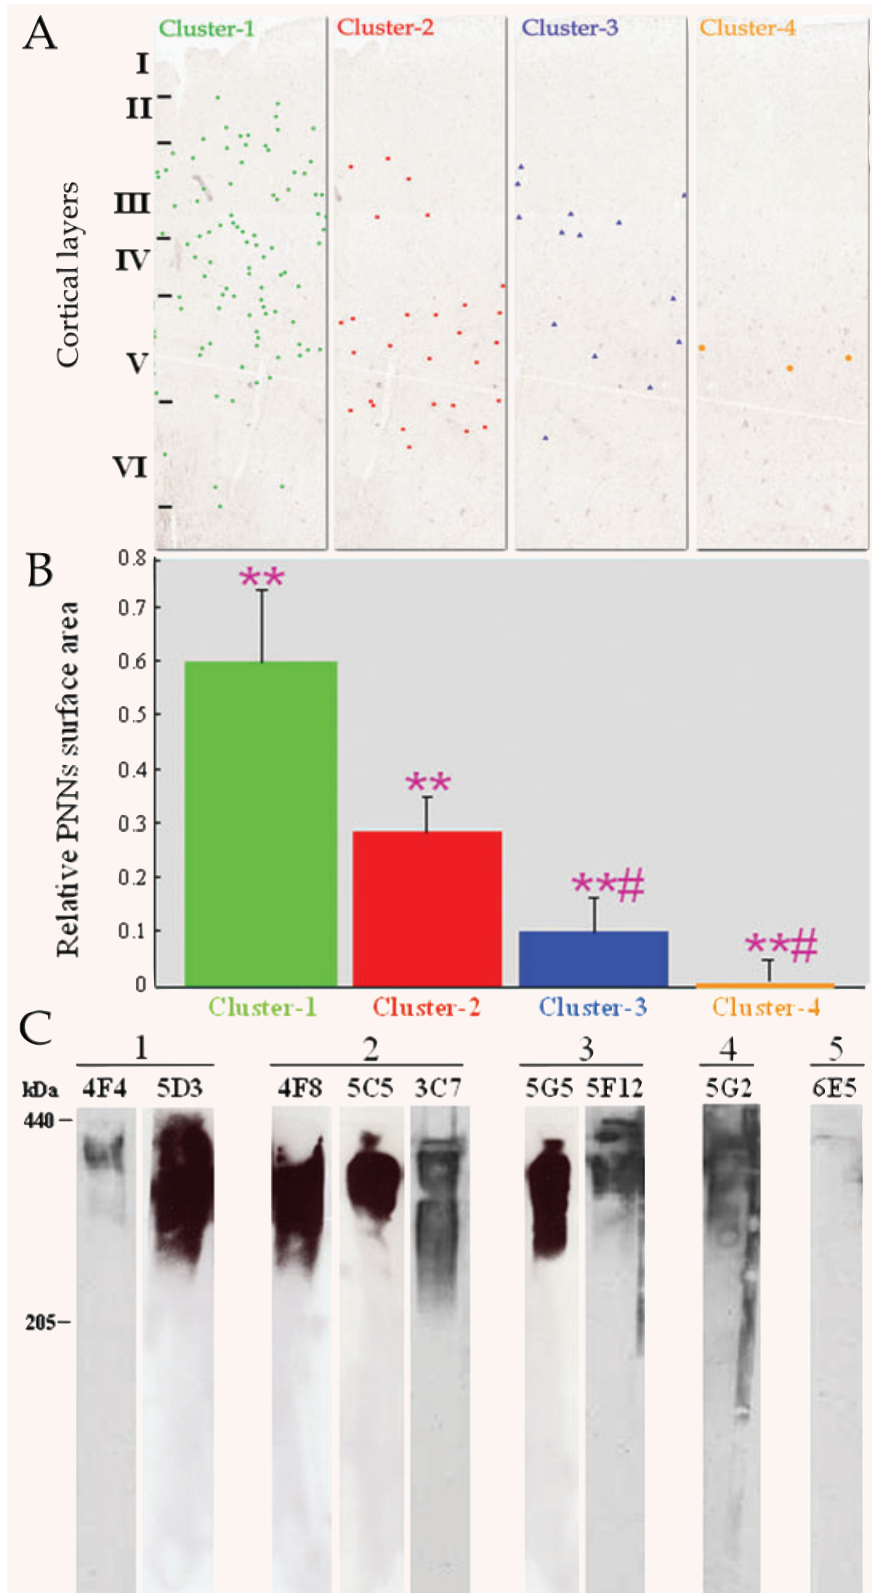 A
Cluster-1 Cluster-2 Cluster-3 Cluster-4
Cortical layers
I
II
III
IV
V
VI
B
Relative PNNs surface area
0.8
0.7
0.6
0.5
0.4
0.3
0.2
0.1
0
** ** **# **#
Cluster-1 Cluster-2 Cluster-3 Cluster-4
C
1 2 3 4 5
kDa 4F4 5D3 4F8 5C5 3C7 5G5 5F12 5G2 6E5
440
205